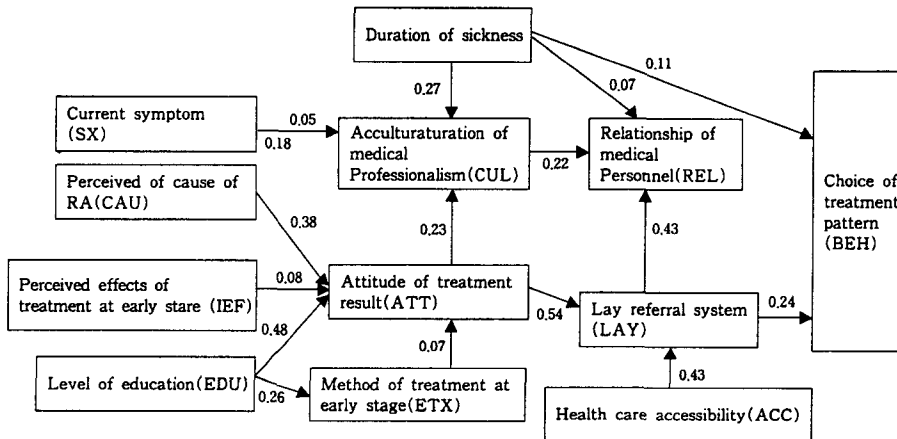 Duration of sickness
0.11
0.07
0.27
Current symptom
(SX)
0.05
0.18
Acculturaturation of
medical
Professionalism(CUL)
0.22
Relationship of
medical
Personnel(REL)
Choice of
treatment
pattern
(BEH)
Perceived of cause of
RA(CAU)
0.38
0.23
0.43
Perceived effects of
treatment at early stare (IEF)
0.08
Attitude of treatment
result(ATT)
0.54
Lay referral system
(LAY)
0.24
0.48
0.07
0.43
Level of education(EDU)
0.26
Method of treatment at
early stage(ETX)
Health care accessibility(ACC)